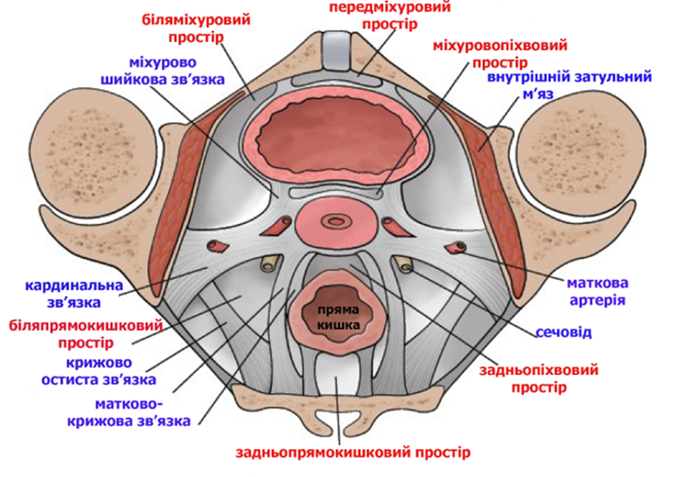 передміхуровий
простір
біляміхуровий
простір
міхуровопіхвовий
простір
міхурово
шийкова зв'язка
внутрішній затульний
м'яз
кардинальна
зв'язка
маткова
артерія
біляпрямокишковий
простір
пряма
кишка
сечовід
крижово
остиста зв'язка
задньопіхвовий
простір
матково-
крижова зв'язка
задньопрямокишковий простір